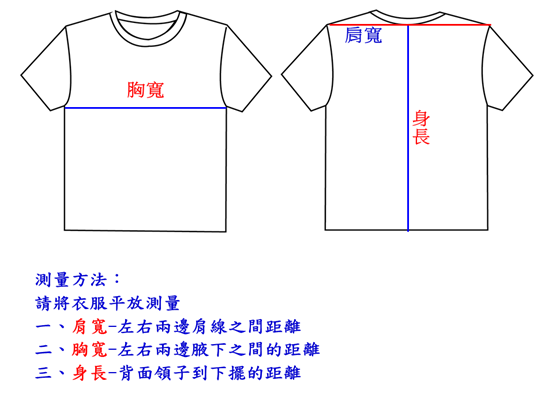 胸寬
肩寬
身長
測量方法：
請將衣服平放測量
一、肩寬-左右兩邊肩線之間距離
二、胸寬-左右兩邊腋下之間的距離
三、身長-背面領子到下擺的距離